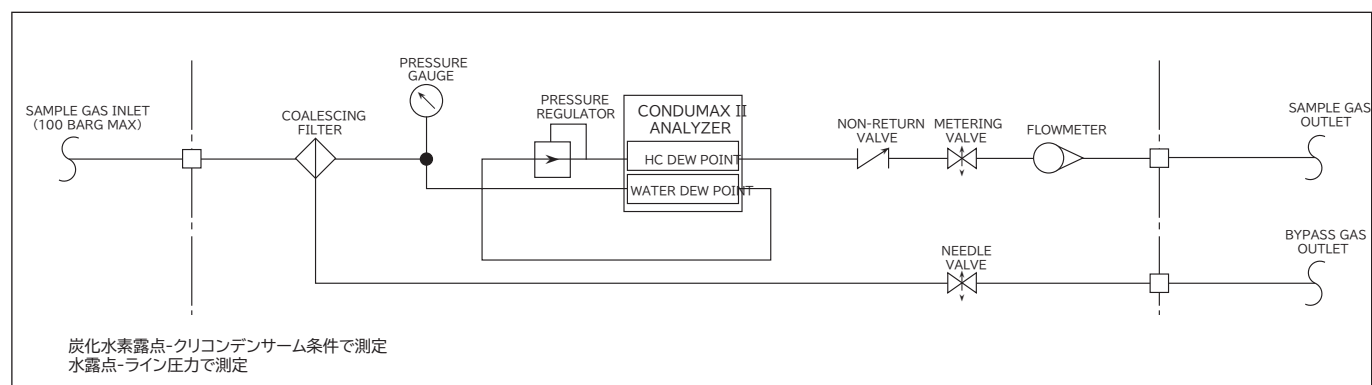 SAMPLE GAS INLET
(100 BARG MAX)
COALESCING
FILTER
PRESSURE
GAUGE
PRESSURE
REGULATOR
CONDUMAX II
ANALYZER
HC DEW POINT
WATER DEW POINT
NON-RETURN
VALVE
METERING
VALVE
FLOWMETER
SAMPLE GAS
OUTLET
NEEDLE
VALVE
BYPASS GAS
OUTLET
炭化水素露点-クリコンデンサーム条件で測定
水露点-ライン圧力で測定